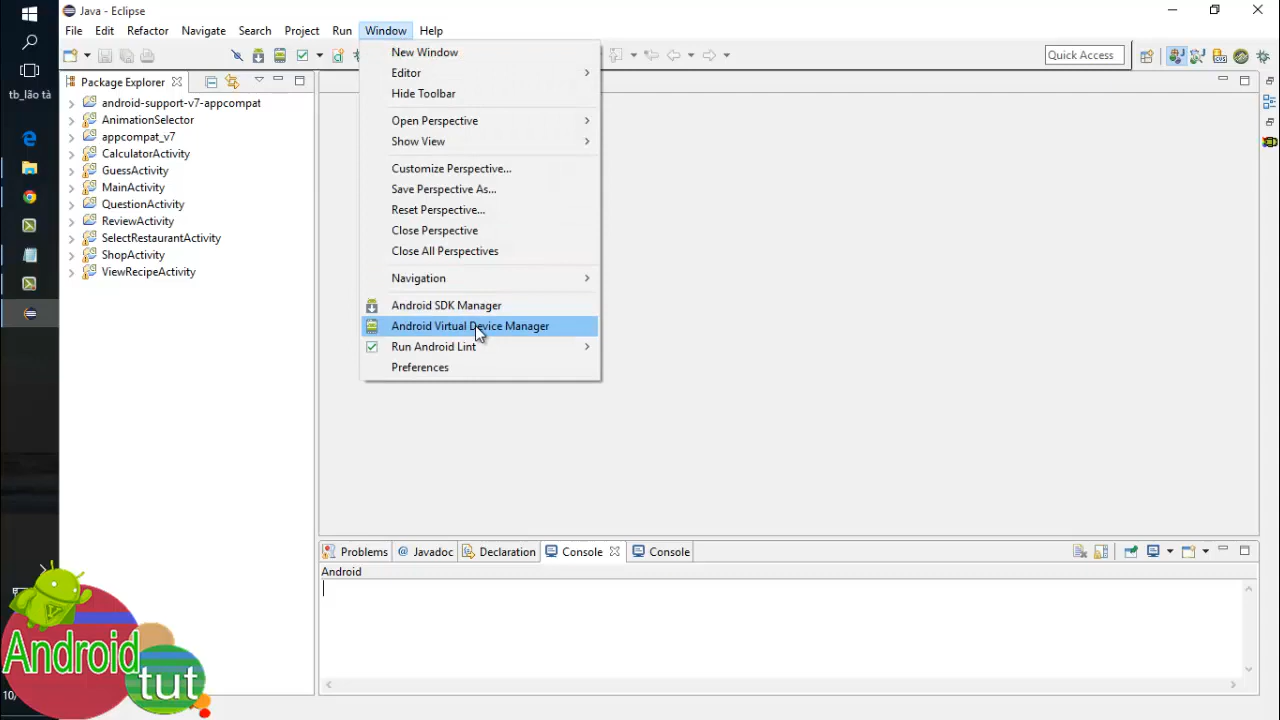 Java - Eclipse
File Edit Refactor Navigate Search Project Run Window Help
Quick Access
tb_lão tà
Package Explorer
android-support-v7-appcompat
AnimationSelector
appcompat_v7
CalculatorActivity
GuessActivity
MainActivity
QuestionActivity
ReviewActivity
SelectRestaurantActivity
ShopActivity
ViewRecipeActivity
New Window
Editor
Hide Toolbar
Open Perspective
Show View
Customize Perspective...
Save Perspective As...
Reset Perspective...
Close Perspective
Close All Perspectives
Navigation
Android SDK Manager
Android Virtual Device Manager
Run Android Lint
Preferences
Problems Javadoc Declaration Console Console
Android
Android
tut